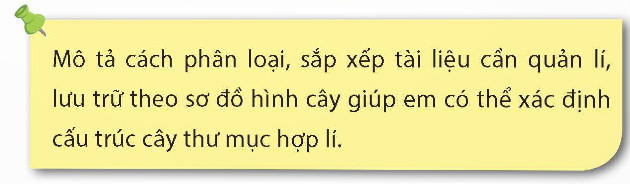 Mô tả cách phân loại, sắp xếp tài liệu cần quản lí,
lưu trữ theo sơ đồ hình cây giúp em có thể xác định
cấu trúc cây thư mục hợp lí.